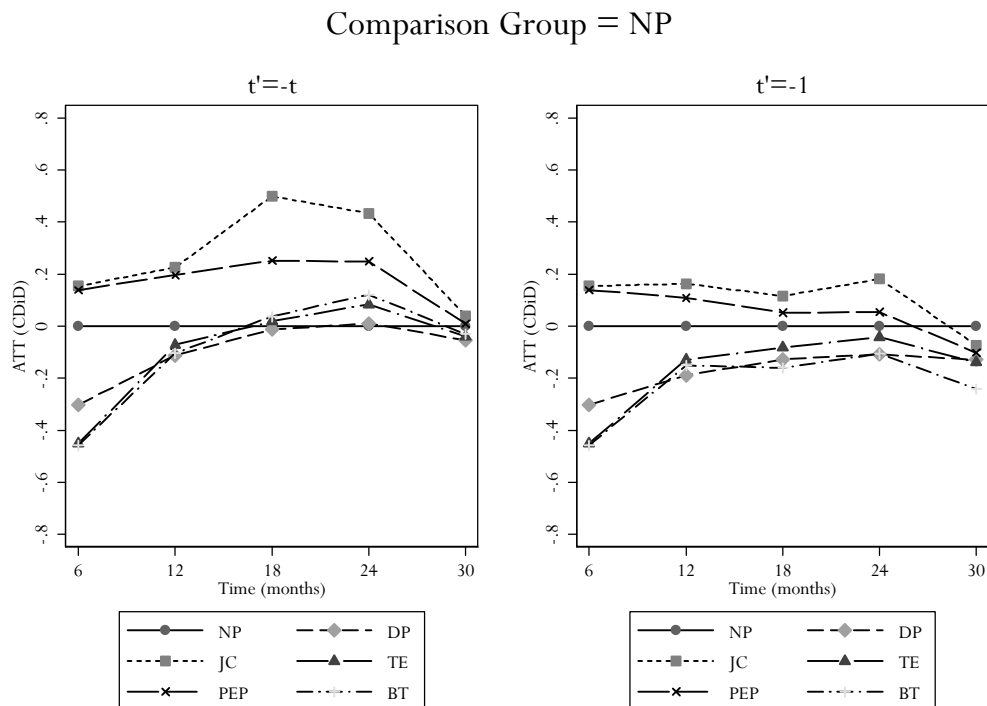 Comparison Group = NP
t'=-t
ATT (CDiD)
.8
.6
.4
.2
0
-.2
-.4
-.6
-.8
6 12 18 24 30
Time (months)
NP DP
JC TE
PEP BT
t'=-1
ATT (CDiD)
.8
.6
.4
.2
0
-.2
-.4
-.6
-.8
6 12 18 24 30
Time (months)
NP DP
JC TE
PEP BT